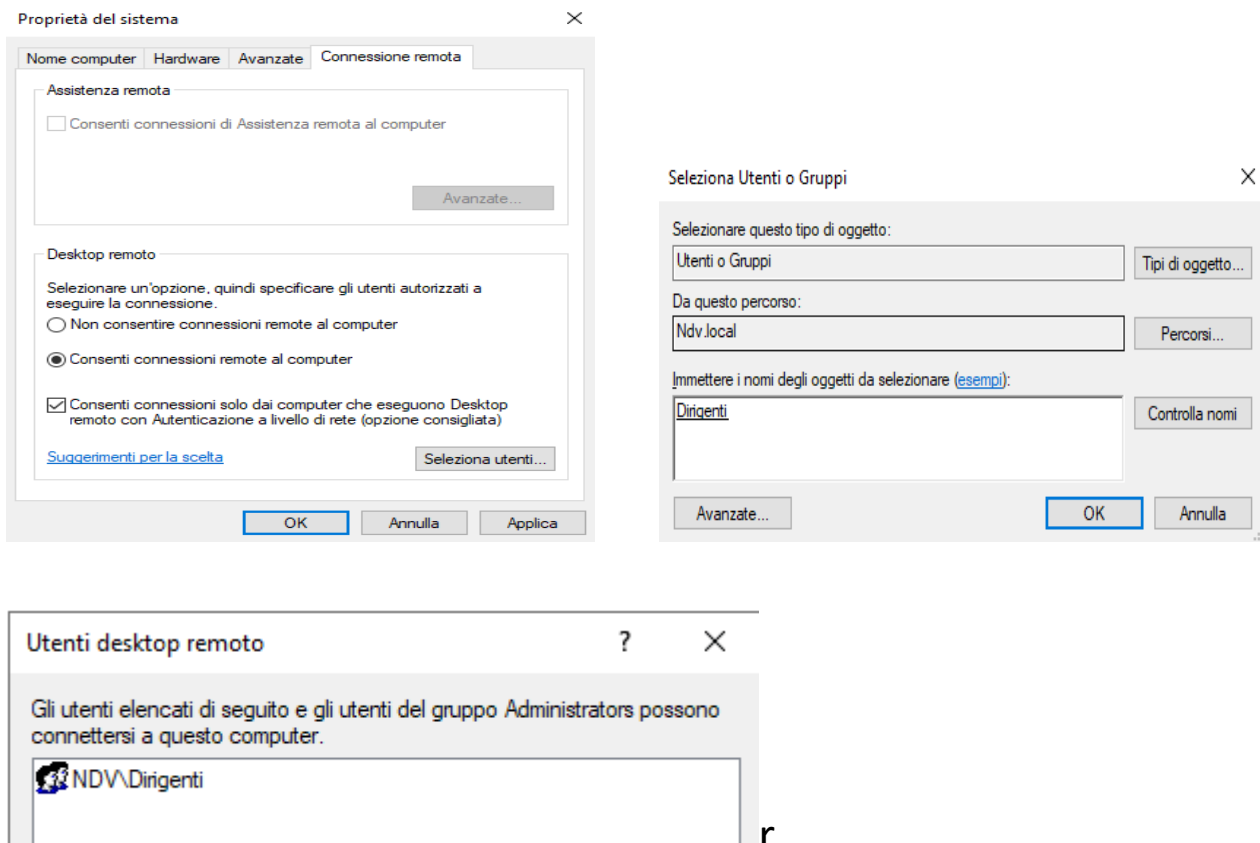 Proprietà del sistema
Nome computer Hardware Avanzate Connessione remota
Assistenza remota
Consenti connessioni di Assistenza remota al computer
Avanzate...
Desktop remoto
Selezionare un'opzione, quindi specificare gli utenti autorizzati a
eseguire la connessione.
Non consentire connessioni remote al computer
Consenti connessioni remote al computer
Consenti connessioni solo dai computer che eseguono Desktop
remoto con Autenticazione a livello di rete (opzione consigliata)
Suggerimenti per la scelta
Seleziona utenti...
OK Annulla Applica
Seleziona Utenti o Gruppi
Selezionare questo tipo di oggetto:
Utenti o Gruppi
Tipi di oggetto...
Da questo percorso:
Ndv.local
Percorsi...
Immettere i nomi degli oggetti da selezionare (esempi):
Dirigenti
Controlla nomi
Avanzate...
OK Annulla
Utenti desktop remoto
?
Gli utenti elencati di seguito e gli utenti del gruppo Administrators possono
connettersi a questo computer.
NDV\Dirigenti
r